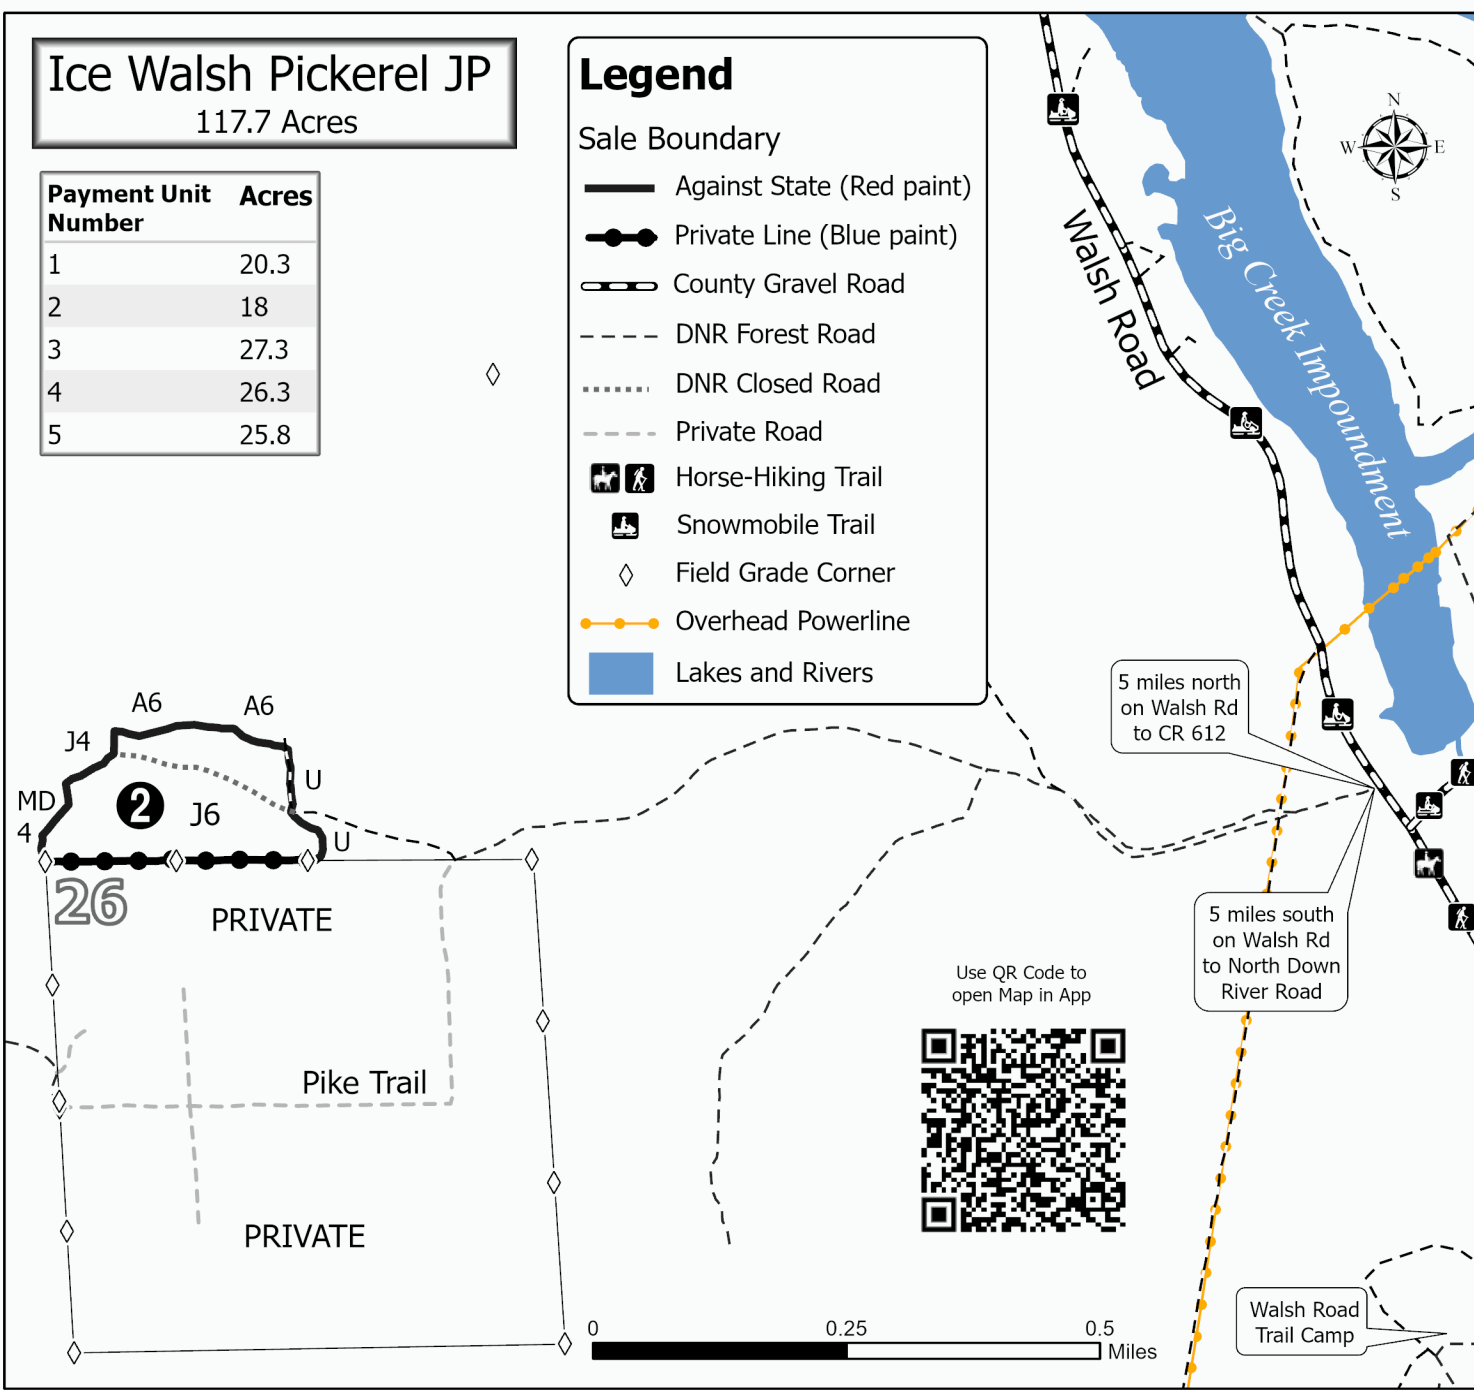 Ice Walsh Pickerel JP
117.7 Acres
Payment Unit Number Acres
1 20.3
2 18
3 27.3
4 26.3
5 25.8
Legend
Sale Boundary
Against State (Red paint)
Private Line (Blue paint)
County Gravel Road
DNR Forest Road
DNR Closed Road
Private Road
Horse-Hiking Trail
Snowmobile Trail
Field Grade Corner
Overhead Powerline
Lakes and Rivers
N
W E
S
Walsh Road
Big Creek Impoundment
5 miles north
on Walsh Rd
to CR 612
A6 A6
J4
U
MD
2 J6
4
U
26
PRIVATE
5 miles south
on Walsh Rd
to North Down
River Road
Use QR Code to
open Map in App
Pike Trail
PRIVATE
Walsh Road
Trail Camp
0 0.25 0.5
Miles